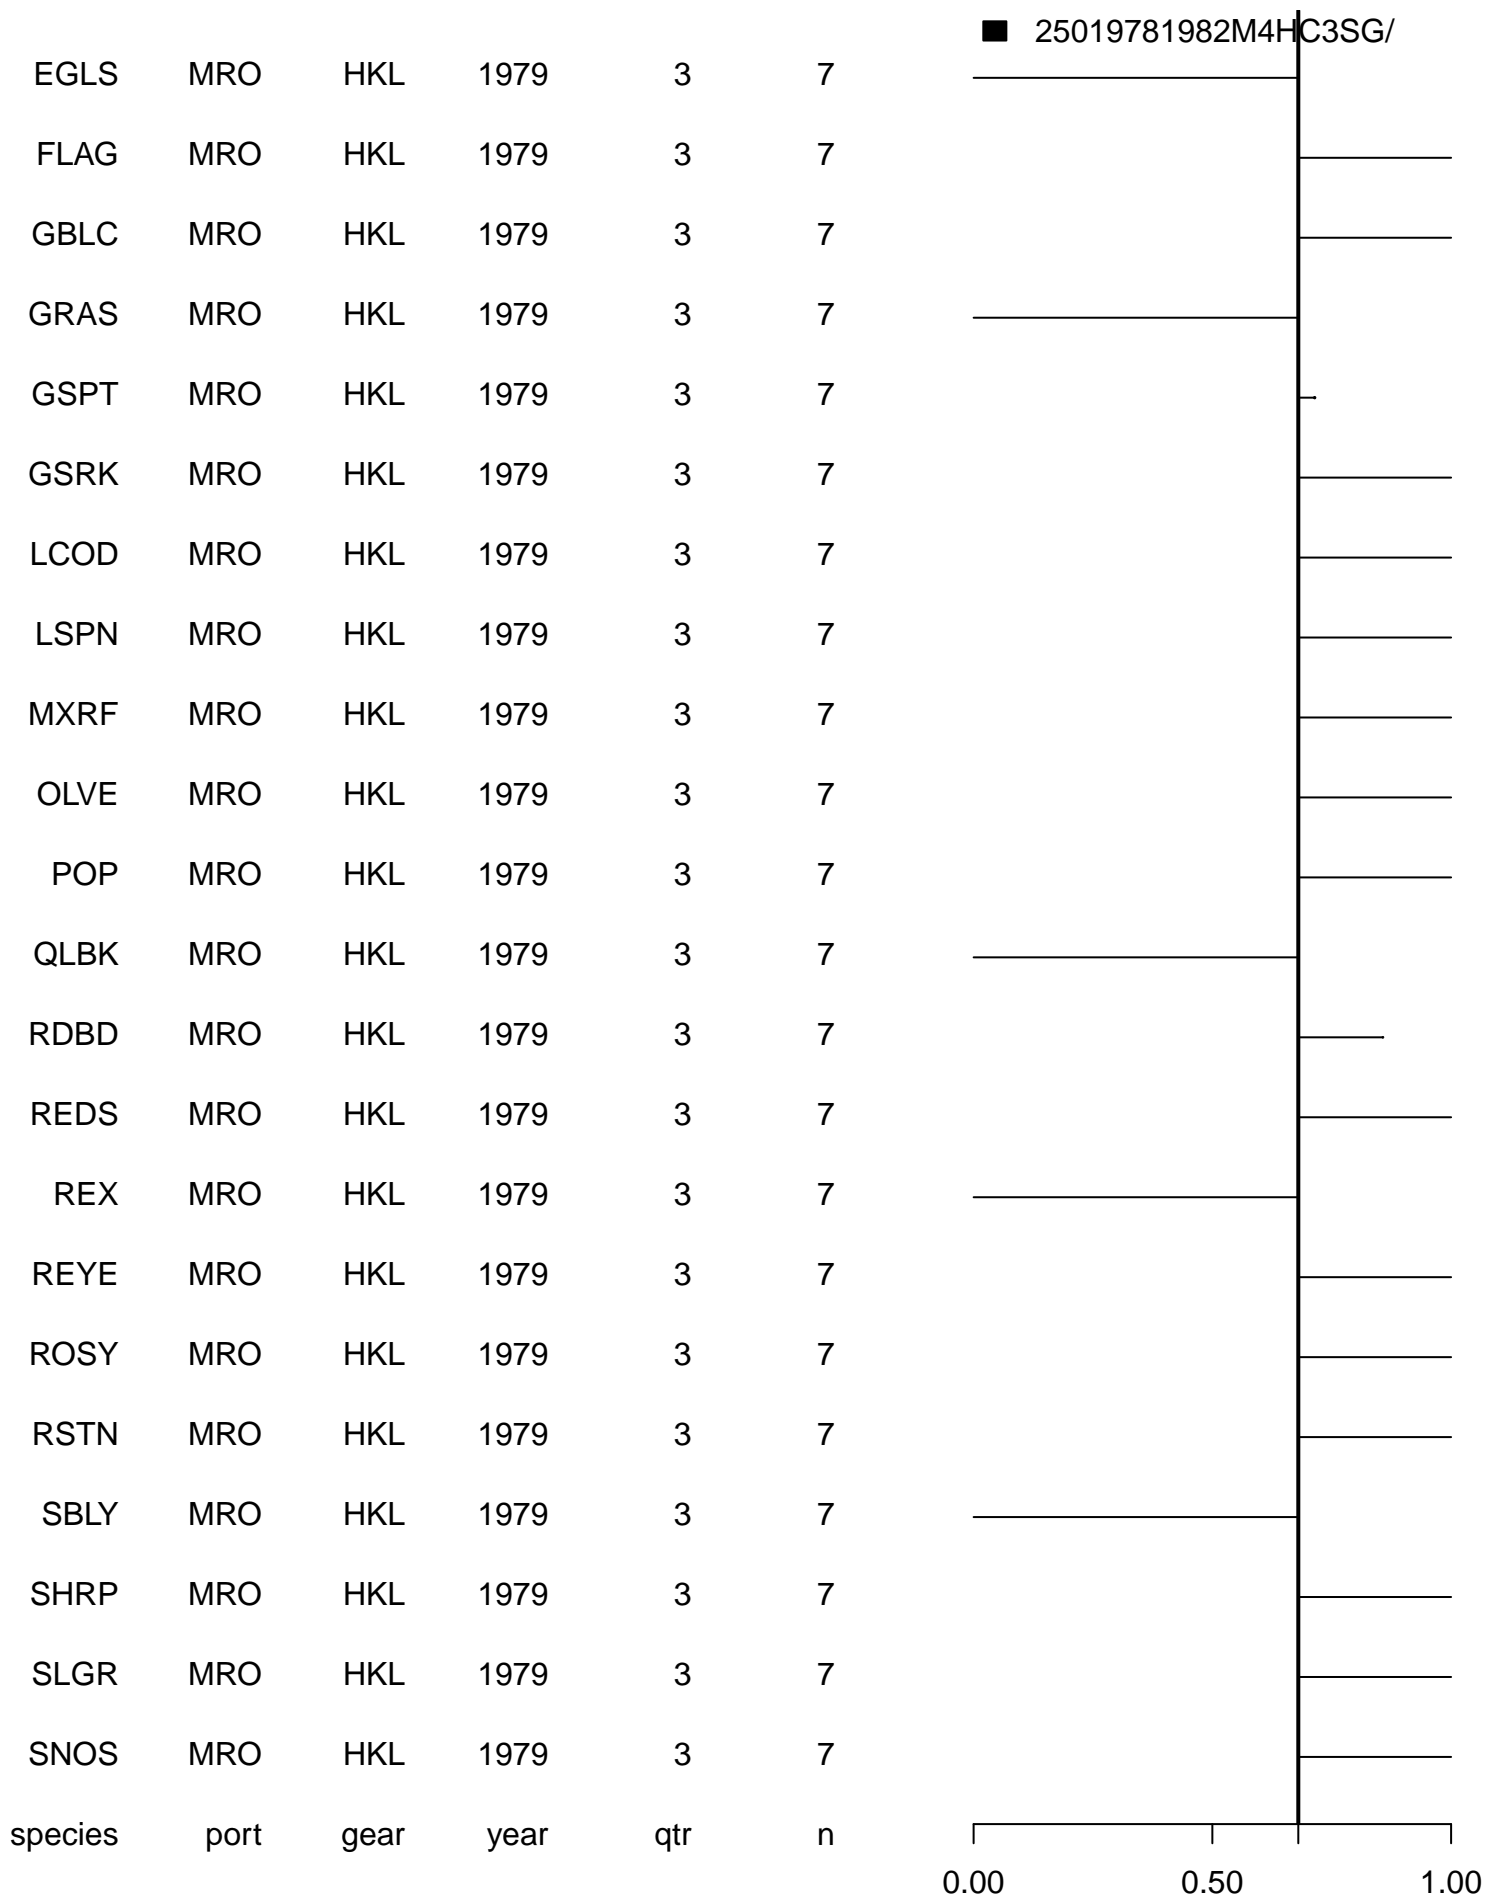 25019781982M4HC3SG/
EGLS MRO HKL 1979 3 7
FLAG MRO HKL 1979 3 7
GBLC MRO HKL 1979 3 7
GRAS MRO HKL 1979 3 7
GSPT MRO HKL 1979 3 7
GSRK MRO HKL 1979 3 7
LCOD MRO HKL 1979 3 7
LSPN MRO HKL 1979 3 7
MXRF MRO HKL 1979 3 7
OLVE MRO HKL 1979 3 7
POP MRO HKL 1979 3 7
QLBK MRO HKL 1979 3 7
RDBD MRO HKL 1979 3 7
REDS MRO HKL 1979 3 7
REX MRO HKL 1979 3 7
REYE MRO HKL 1979 3 7
ROSY MRO HKL 1979 3 7
RSTN MRO HKL 1979 3 7
SBLY MRO HKL 1979 3 7
SHRP MRO HKL 1979 3 7
SLGR MRO HKL 1979 3 7
SNOS MRO HKL 1979 3 7
species port gear year qtr n
0.00 0.50 1.00